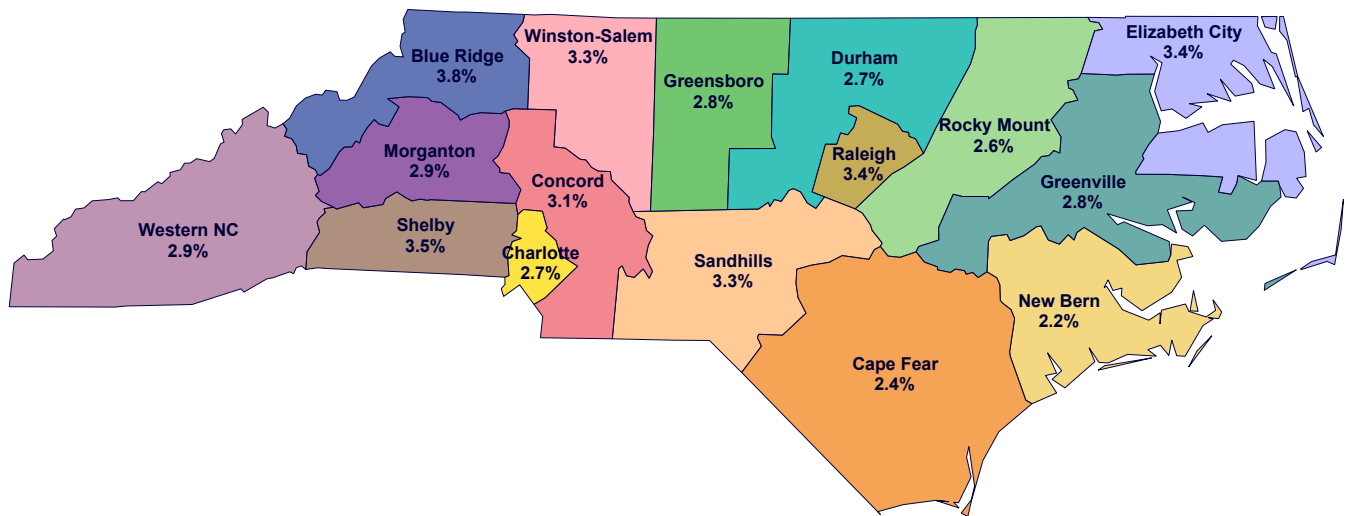 Elizabeth City
3.4%
Winston-Salem
3.3%
Blue Ridge
3.8%
Durham
2.7%
Greensboro
2.8%
Rocky Mount
2.6%
Morganton
2.9%
Raleigh
3.4%
Concord
3.1%
Greenville
2.8%
Western NC
2.9%
Shelby
3.5%
Charlotte
2.7%
Sandhills
3.3%
New Bern
2.2%
Cape Fear
2.4%